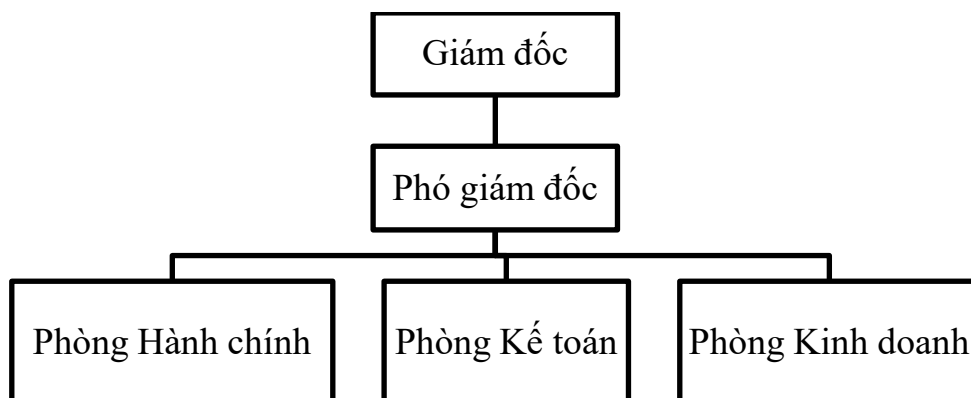 Giám đốc
Phó giám đốc
Phòng Hành chính
Phòng Kế toán
Phòng Kinh doanh